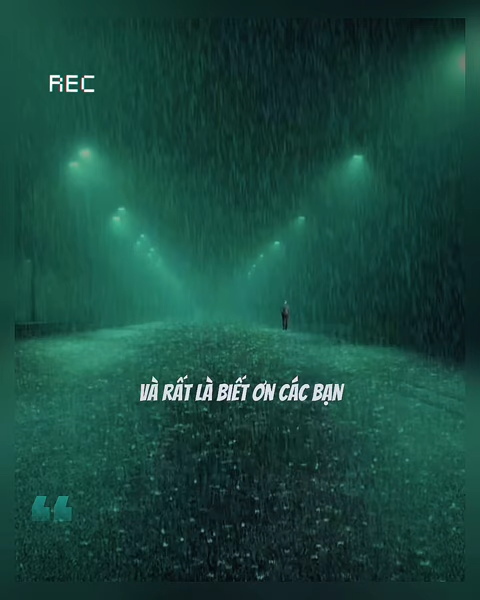 REC
VÀ RẤT LÀ BIẾT ƠN CÁC BẠN
“